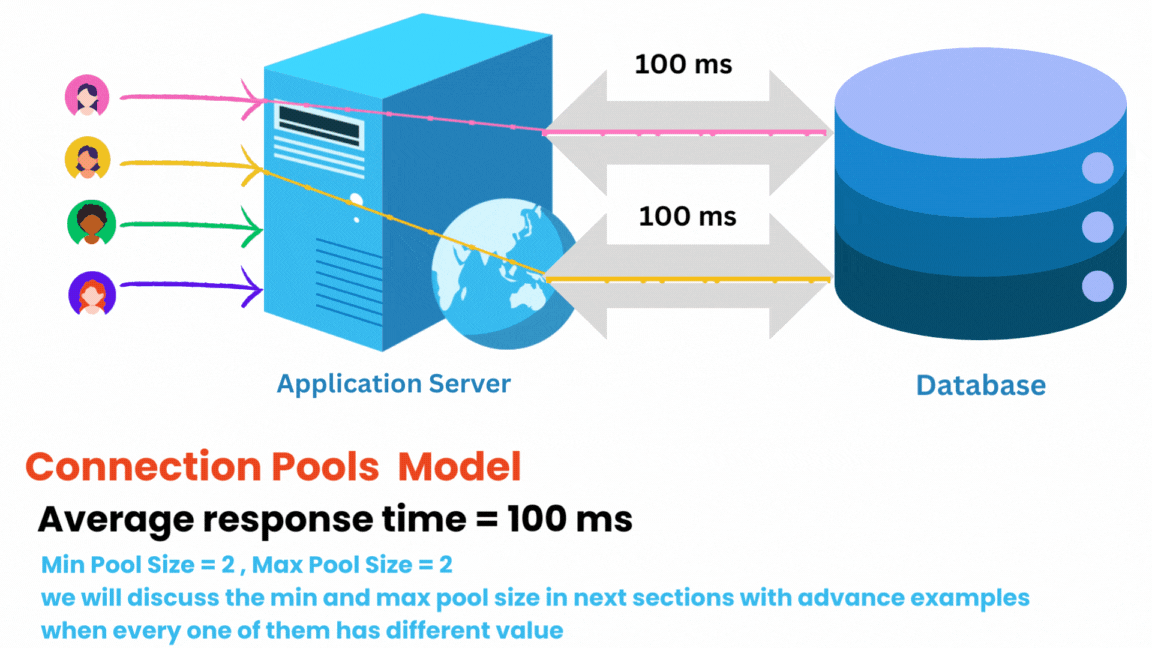 100 ms
100 ms
Application Server
Database
Connection Pools Model
Average response time = 100 ms
Min Pool Size = 2 , Max Pool Size = 2
we will discuss the min and max pool size in next sections with advance examples
when every one of them has different value